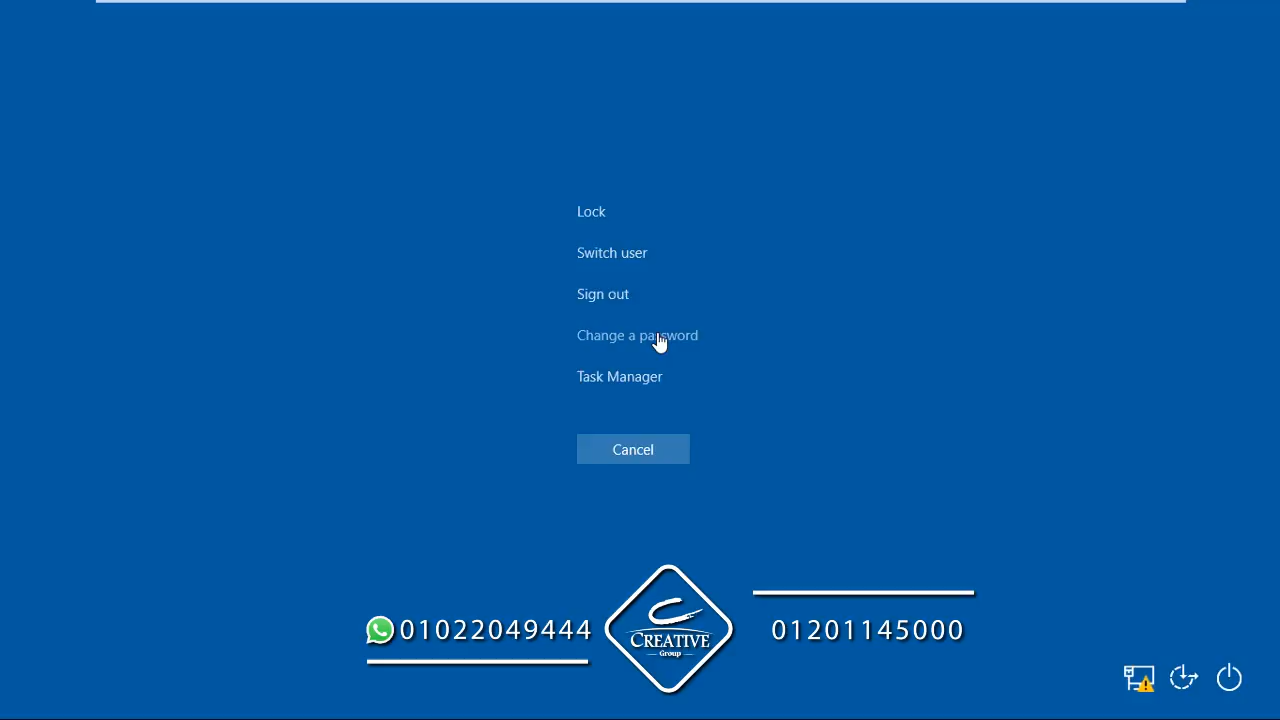 Lock
Switch user
Sign out
Change a password
Task Manager
Cancel
01022049444
CREATIVE
Group
01201145000